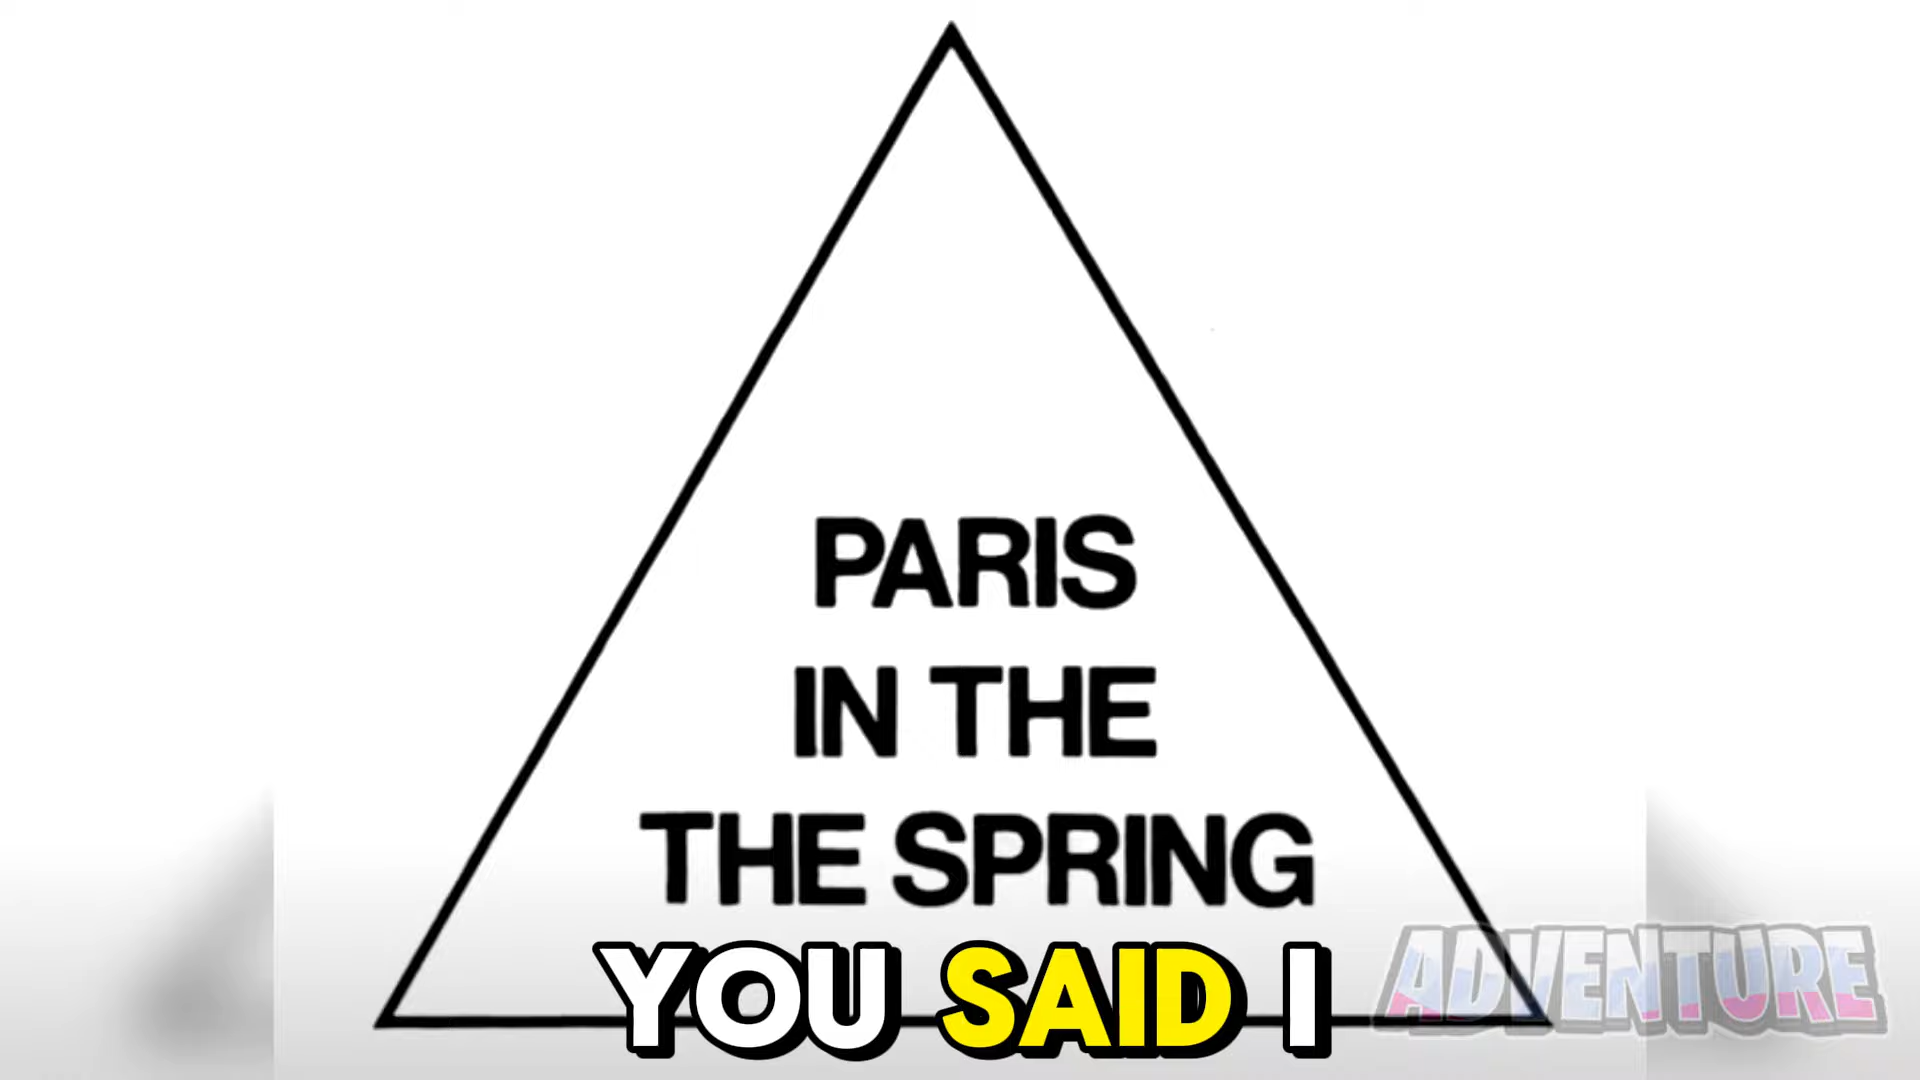 PARIS
IN THE
THE SPRING
YOU SAID I
ADVENTURE